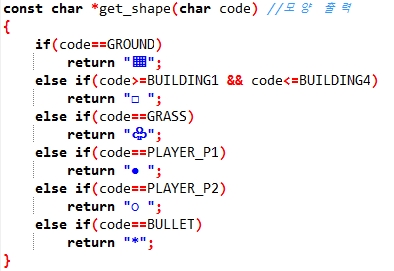 const char *get_shape(char code) //모양 출력
{
if(code==GROUND)
return "▦";
else if(code>=BUILDING1 && code<=BUILDING4)
return "□ ";
else if(code==GRASS)
return "♧";
else if(code==PLAYER_P1)
return "● ";
else if(code==PLAYER_P2)
return "○ ";
else if(code==BULLET)
return "*";
}